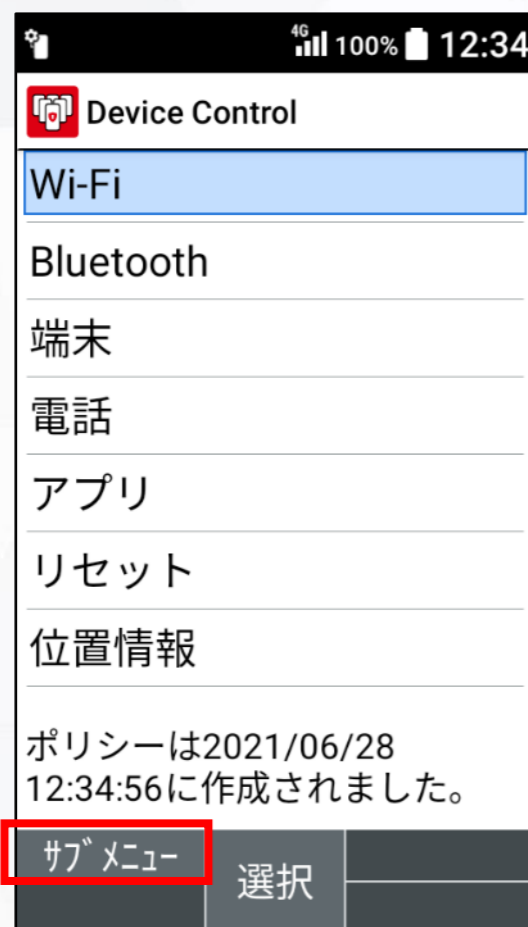 4G 100% 12:34
Device Control
Wi-Fi
Bluetooth
端末
電話
アプリ
リセット
位置情報
ポリシーは2021/06/28
12:34:56に作成されました。
ｻﾌﾞﾒﾆｭｰ
選択